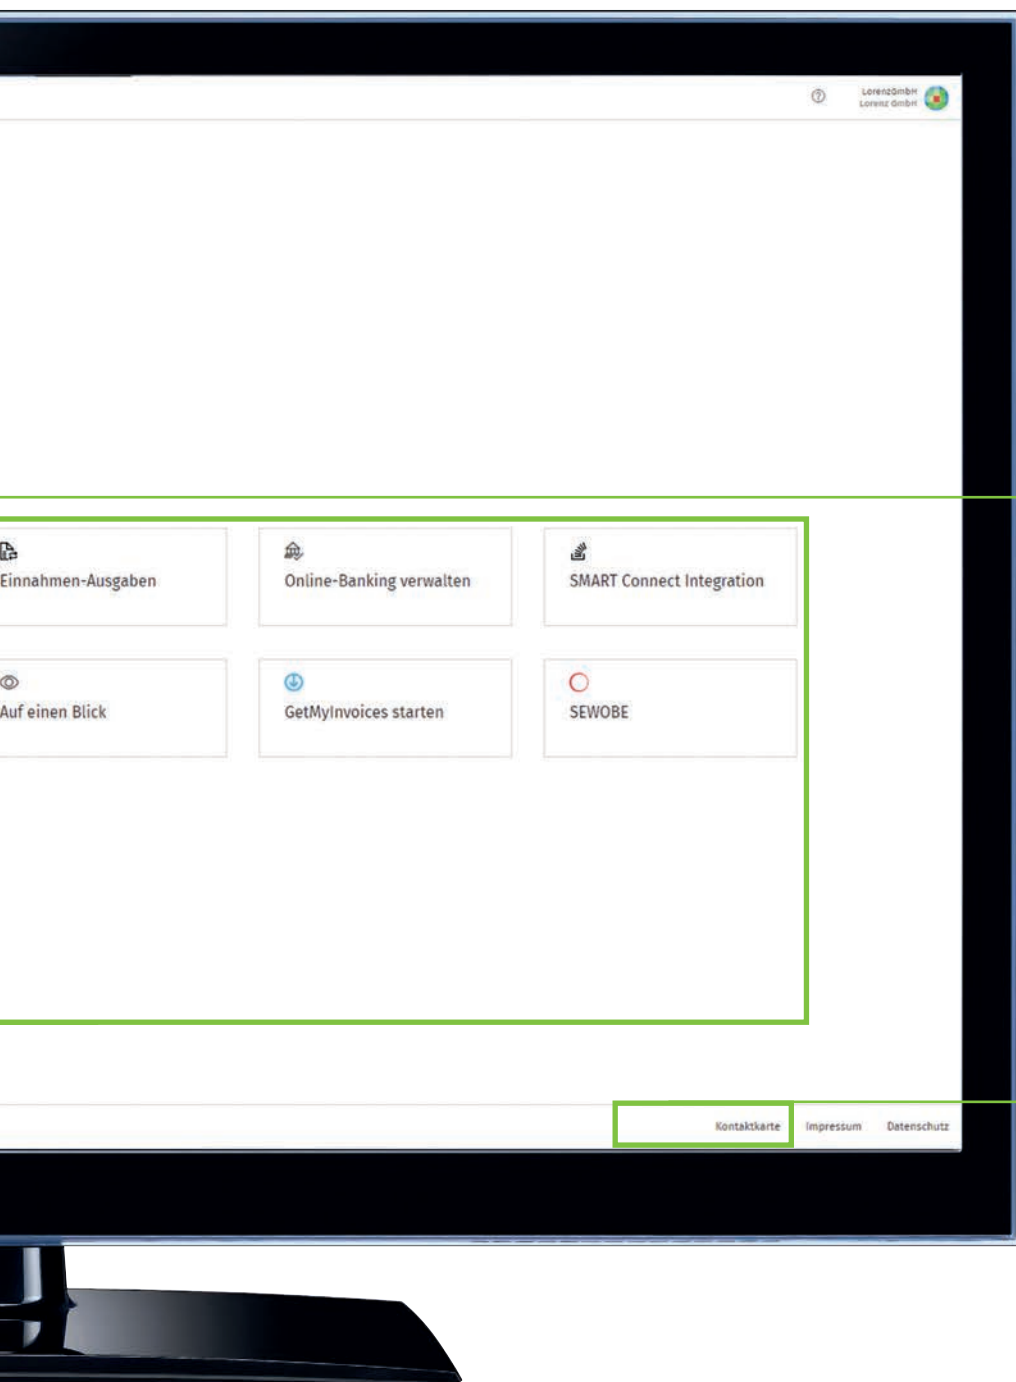 LorenzGmbH
Lorenz GmbH
Einnahmen-Ausgaben
Online-Banking verwalten
SMART Connect Integration
Auf einen Blick
GetMyInvoices starten
SEWOBE
Kontaktkarte
Impressum
Datenschutz